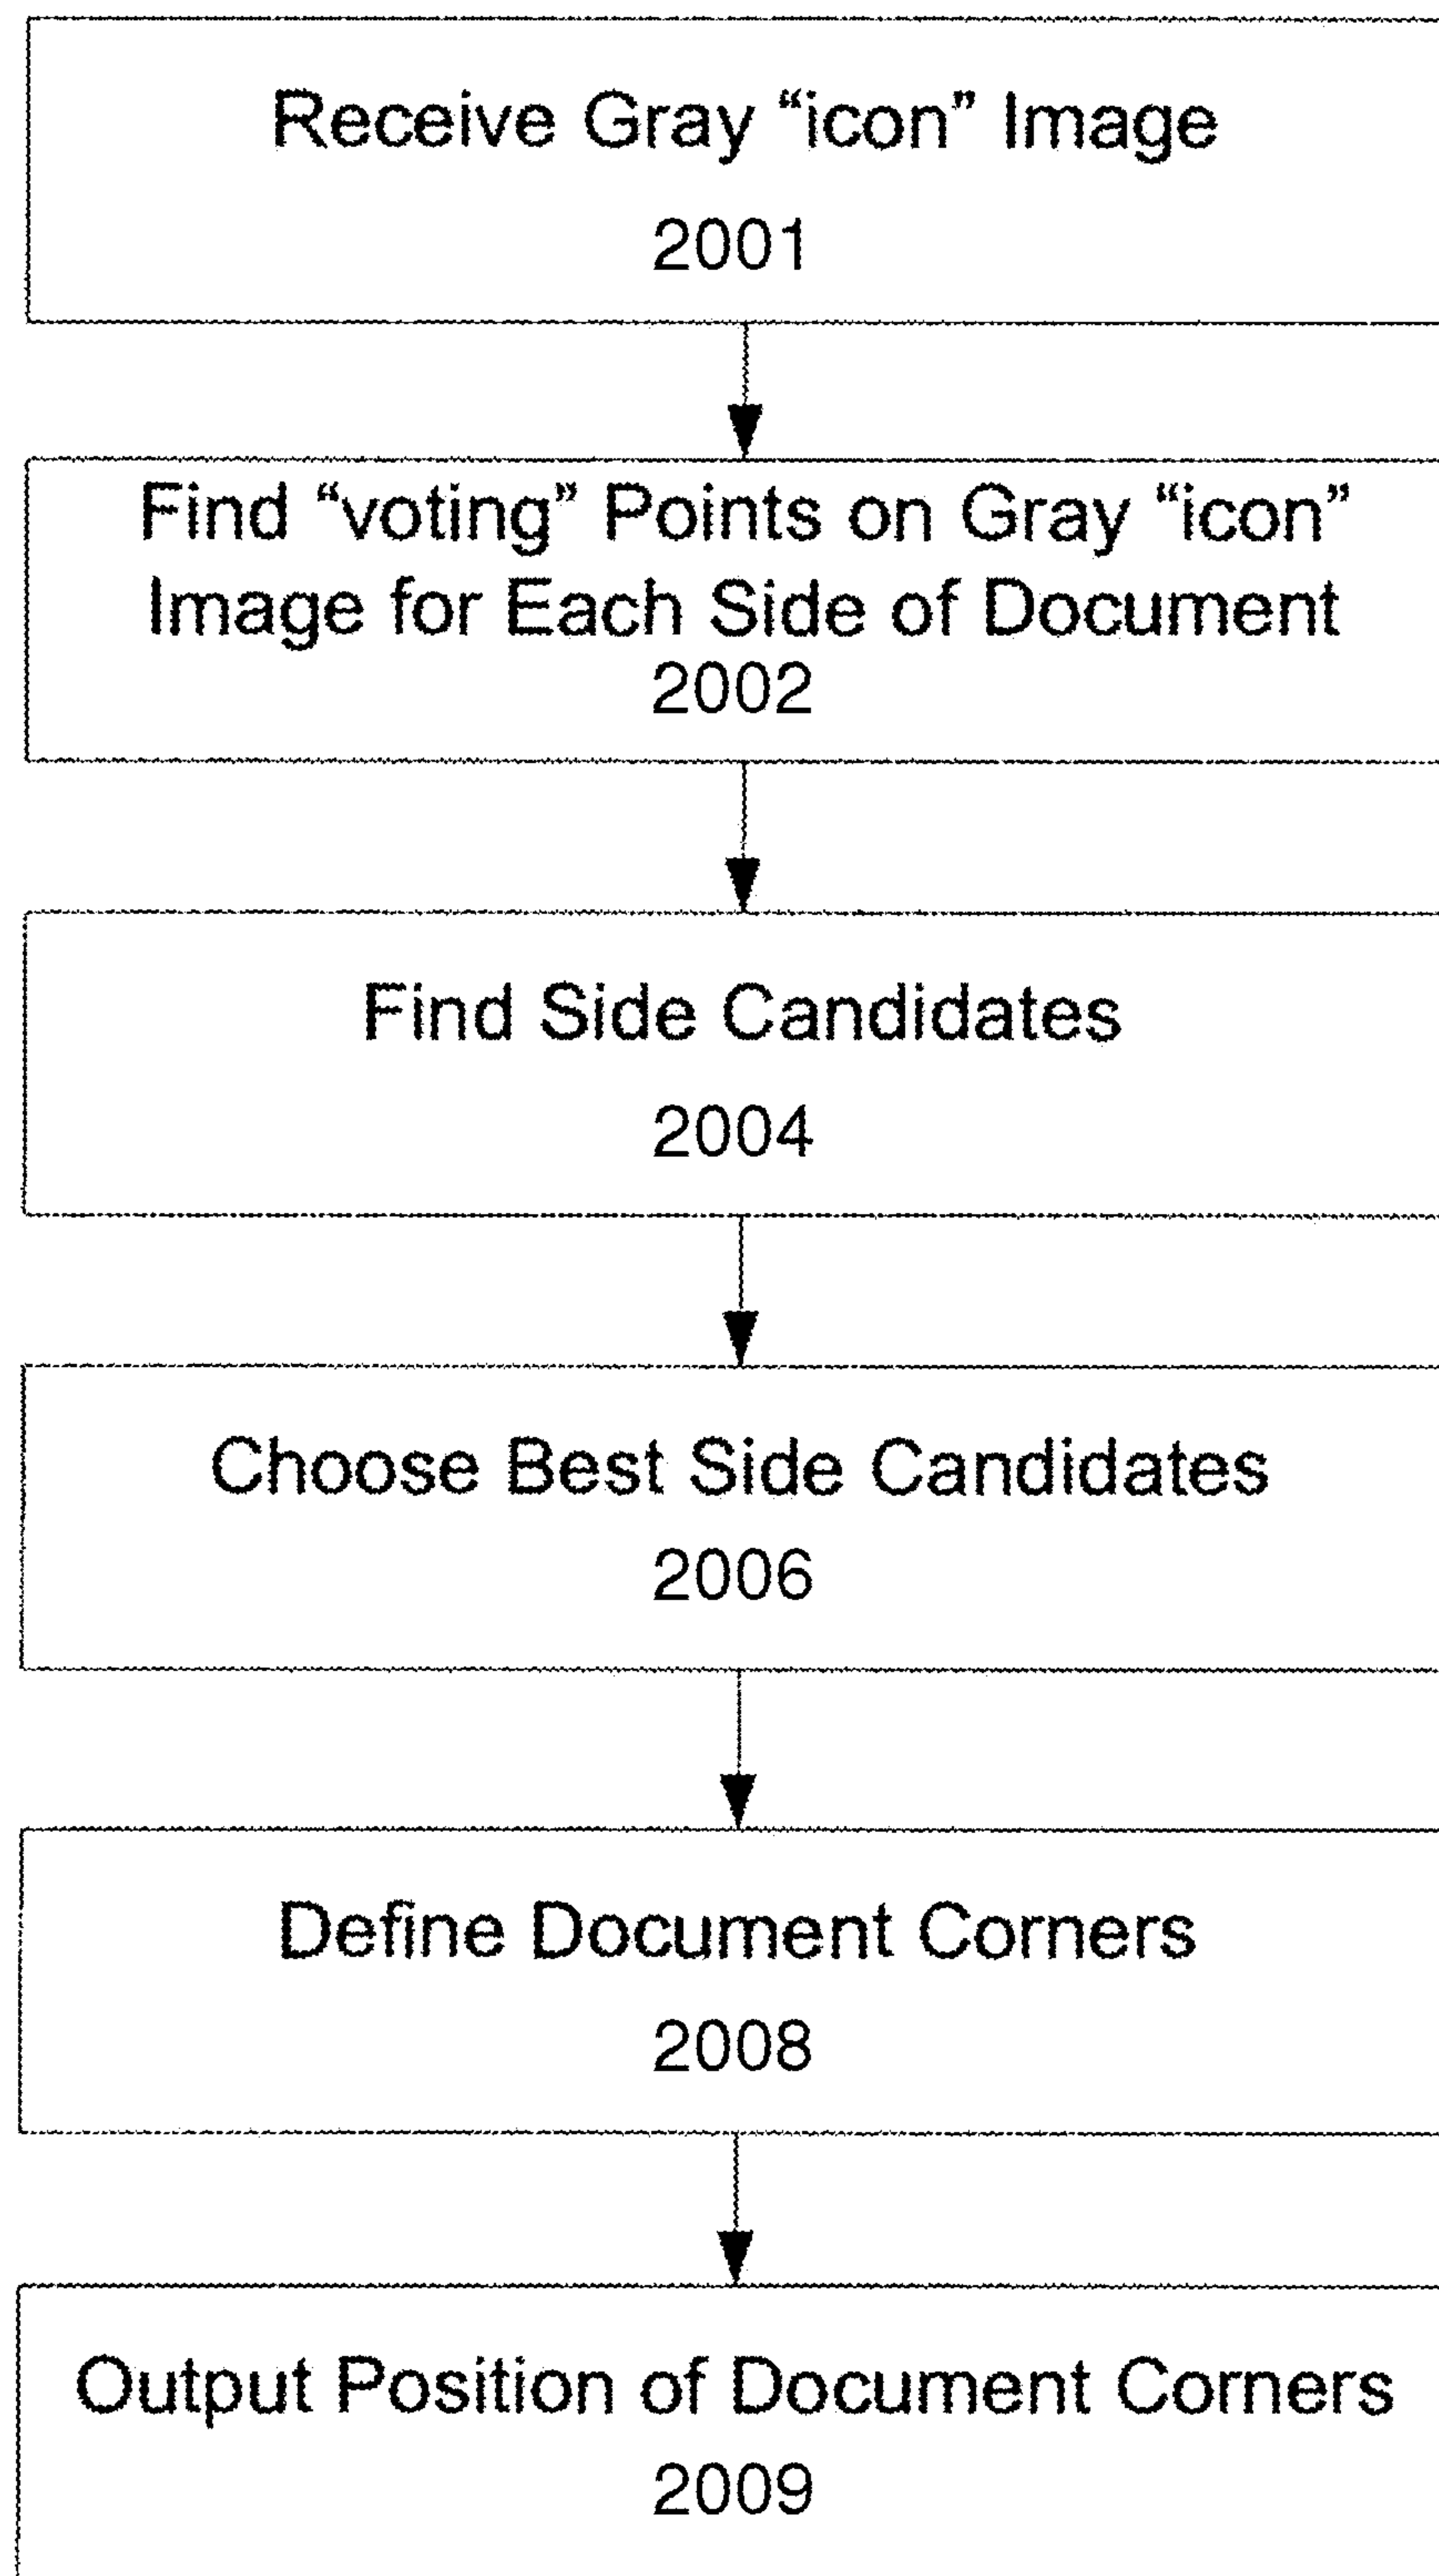 Receive Gray “icon” Image
2001
Find “voting” Points on Gray “icon”
Image for Each Side of Document
2002
Find Side Candidates
2004
Choose Best Side Candidates
2006
Define Document Corners
2008
Output Position of Document Corners
2009